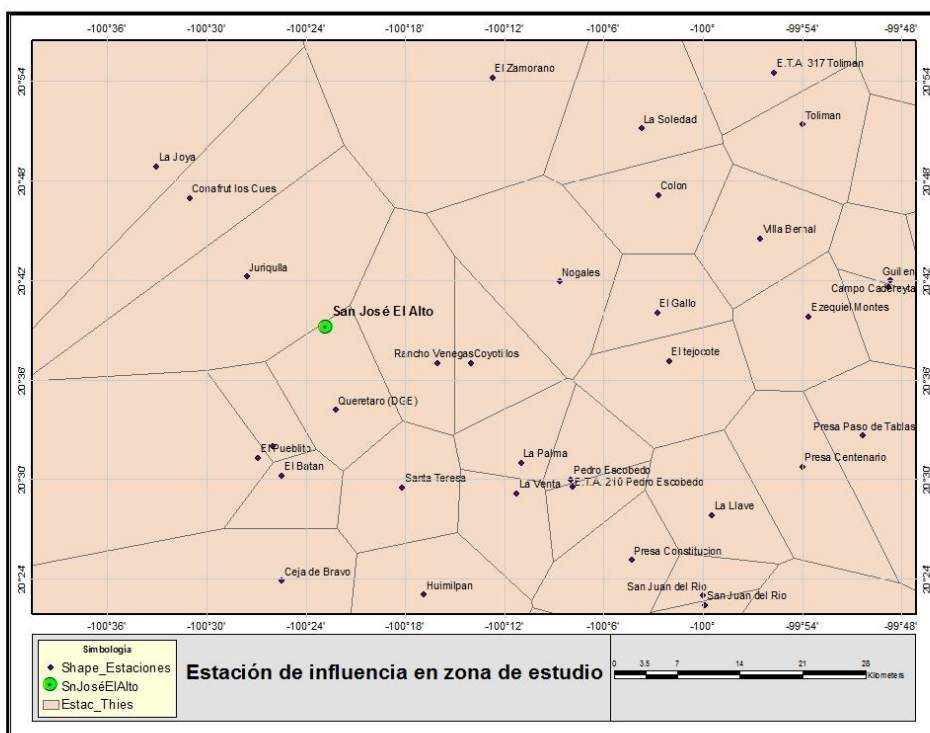 -100°36' -100°30' -100°24' -100°18' -100°12' -100°6' -100° -99°54' -99°48'
20°54' 20°54'
El Zamorano
E.T.A. 317 Toliman
La Soledad
Toliman
La Joya
20°48' 20°48'
Conafrut los Cues
Colon
Villa Bernal
Juriquilla
Nogales
20°42' 20°42'
Guillen
Campo Cadereyta
San José El Alto
El Gallo
Ezequiel Montes
Rancho Venegas Coyotillos
El tejocote
20°36' 20°36'
Queretaro (DGE)
Presa Paso de Tablas
El Pueblito
La Palma
Presa Centenario
El Batan
Pedro Escobedo
20°30' 20°30'
Santa Teresa
La Venta
E.T.A. 210 Pedro Escobedo
La Llave
Presa Constitucion
20°24' 20°24'
Ceja de Bravo
Huimilpan
San Juan del Rio
San Juan del Rio
-100°36' -100°30' -100°24' -100°18' -100°12' -100°6' -100° -99°54' -99°48'
Simbología
Shape_Estaciones
SnJoséElAlto
Estac_Thies
Estación de influencia en zona de estudio
0 3.5 7 14 21 28
Kilometers